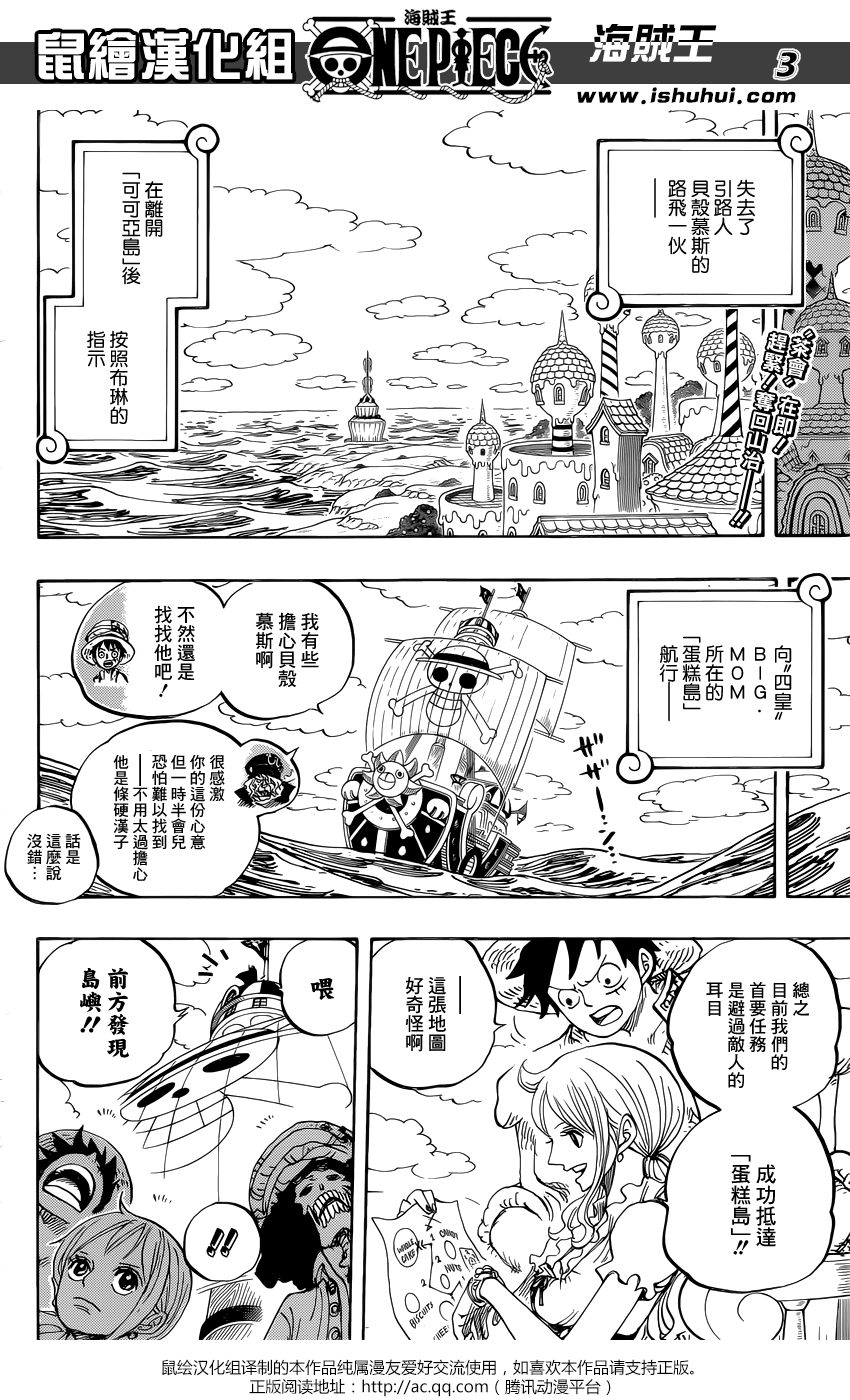 鼠繪漢化組
海賊王
ONE PIECE
海賊王
3
www.ishuhui.com
失去了
引路人
貝殼慕斯的
路飛一伙
——
“茶會”在即！
趕緊！奪回山治——!!
在離開
「可可亞島」後
按照布琳的
指示
向“四皇”
BIG·
MOM
所在的
「蛋糕島」
航行——
我有些
擔心貝殼
慕斯啊
不然還是
找找他吧！
很感激
你的這份心意
但一時半會兒
恐怕難以找到
——不用太過擔心
他是條硬漢子
話是
這麼說
沒錯…
總之
目前我們的
首要任務
是避過敵人的
耳目
成功抵達
「蛋糕島」!!
——
這張地圖
好奇怪啊
WHOLE
CAKE
CANDY
2
NUTS
2
BISCUITS
喂
前方發現
島嶼!!
!!
鼠绘汉化组译制的本作品纯属漫友爱好交流使用，如喜欢本作品请支持正版。
正版阅读地址：http://ac.qq.com（腾讯动漫平台）